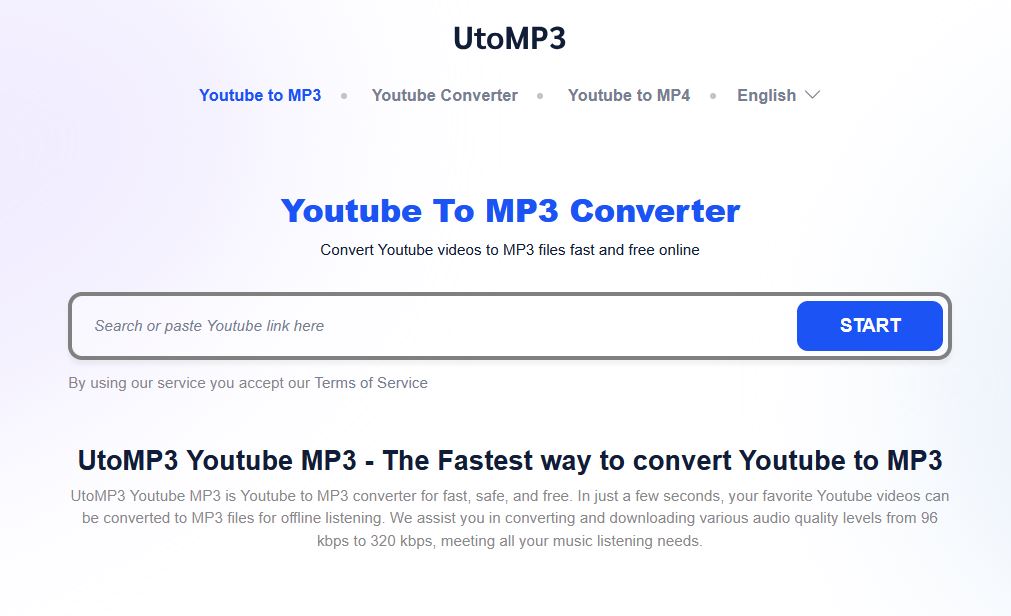 UtoMP3
Youtube to MP3 • Youtube Converter • Youtube to MP4 • English
Youtube To MP3 Converter
Convert Youtube videos to MP3 files fast and free online
Search or paste Youtube link here
START
By using our service you accept our Terms of Service
UtoMP3 Youtube MP3 - The Fastest way to convert Youtube to MP3
UtoMP3 Youtube MP3 is Youtube to MP3 converter for fast, safe, and free. In just a few seconds, your favorite Youtube videos can
be converted to MP3 files for offline listening. We assist you in converting and downloading various audio quality levels from 96
kbps to 320 kbps, meeting all your music listening needs.